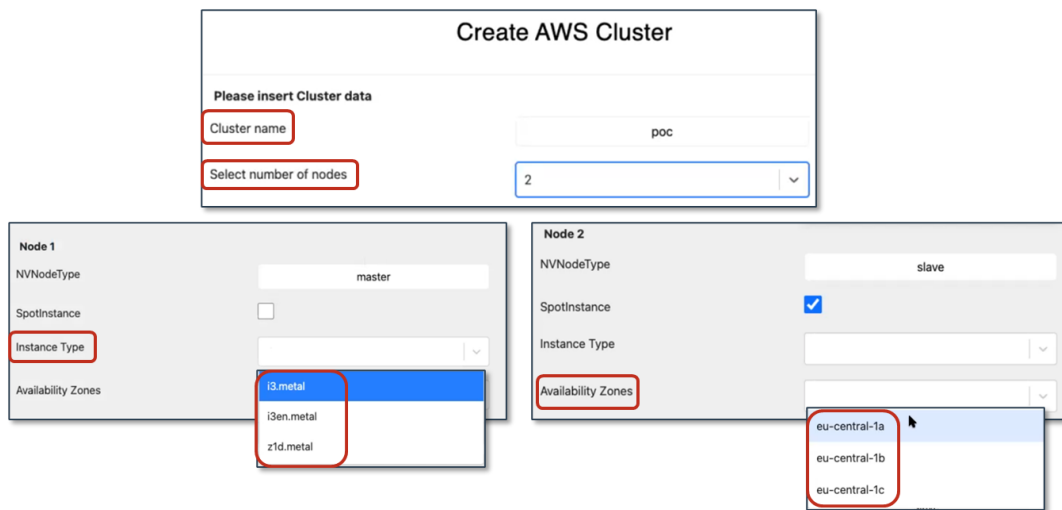 Create AWS Cluster
Please insert Cluster data
Cluster name
poc
Select number of nodes
2
Node 1
NVNodeType
master
SpotInstance
Instance Type
i3.metal
Availability Zones
i3en.metal
z1d.metal
Node 2
NVNodeType
slave
SpotInstance
Instance Type
Availability Zones
eu-central-1a
eu-central-1b
eu-central-1c